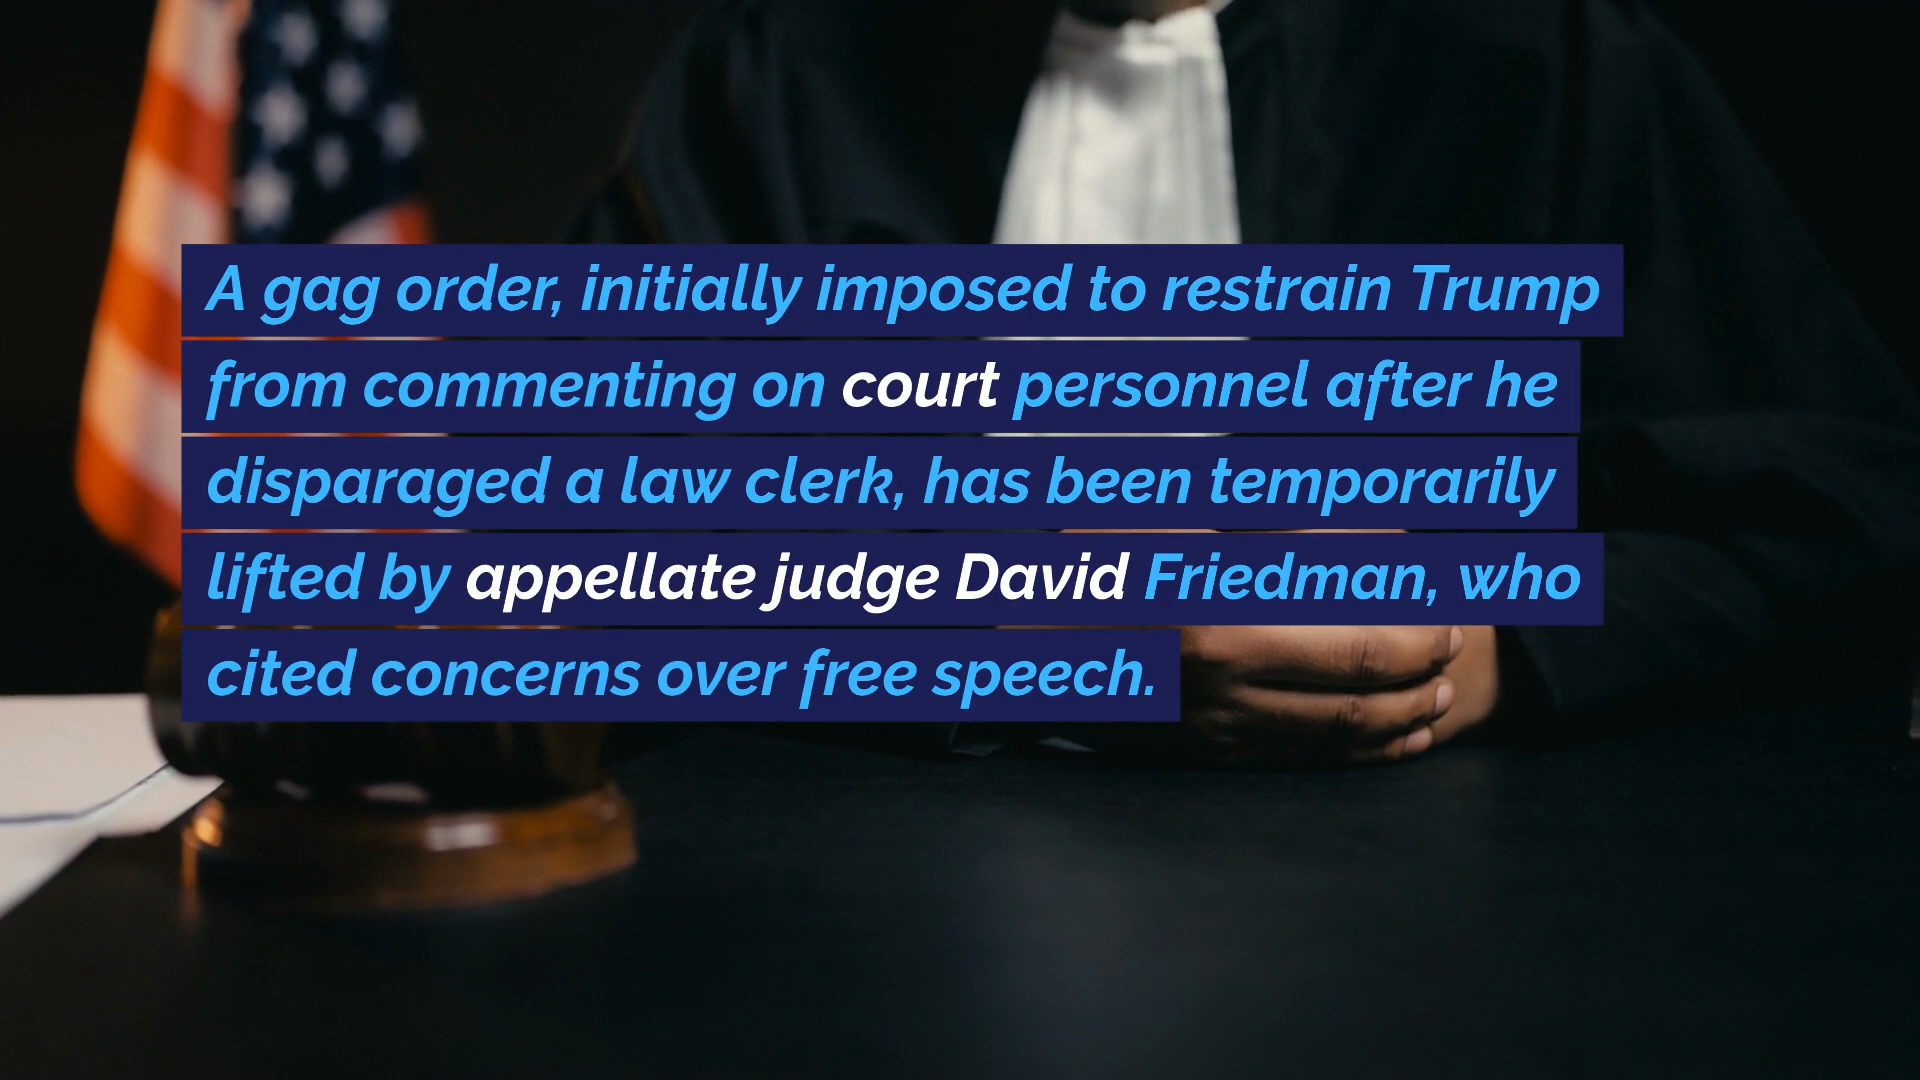 A gag order, initially imposed to restrain Trump
from commenting on court personnel after he
disparaged a law clerk, has been temporarily
lifted by appellate judge David Friedman, who
cited concerns over free speech.